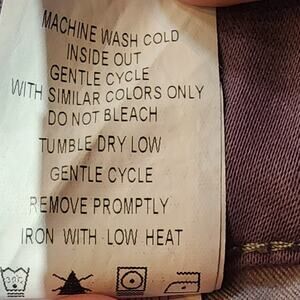 MACHINE WASH COLD
INSIDE OUT
GENTLE CYCLE
WITH SIMILAR COLORS ONLY
DO NOT BLEACH
TUMBLE DRY LOW
GENTLE CYCLE
REMOVE PROMPTLY
IRON WITH LOW HEAT